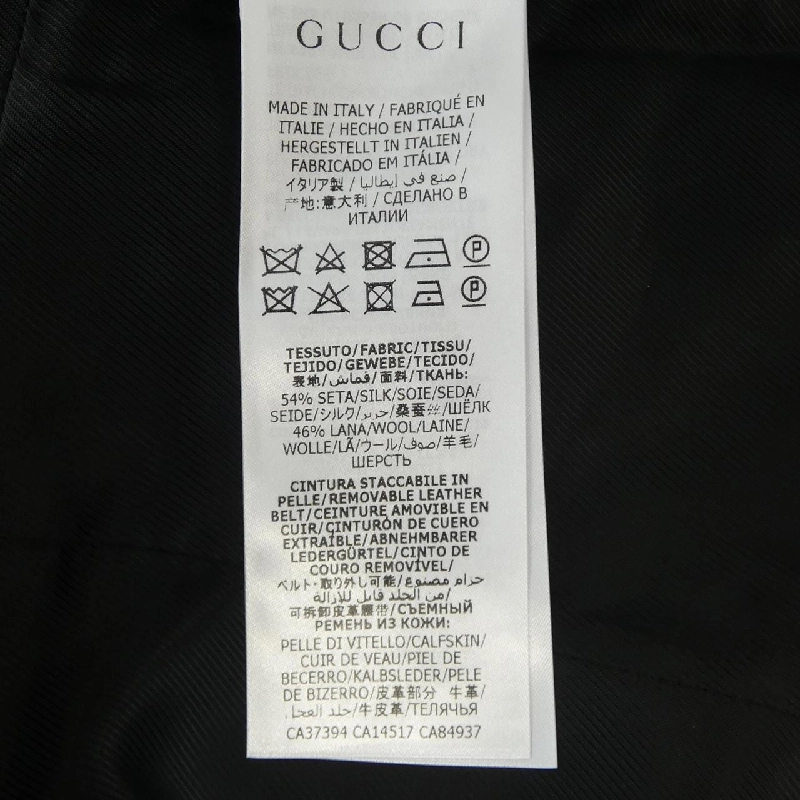 GUCCI
MADE IN ITALY / FABRIQUÉ EN
ITALIE / HECHO EN ITALIA /
HERGESTELLT IN ITALIEN /
FABRICADO EM ITÁLIA /
イタリア製 / صنع في إيطاليا /
产地:意大利 / СДЕЛАНО В
ИТАЛИИ
P
P
TESSUTO/FABRIC/TISSU/
TEJIDO/GEWEBE/TECIDO/
表地/قماش/面料/ТКАНЬ:
54% SETA/SILK/SOIE/SEDA/
SEIDE/シルク/حرير/桑蚕丝/ШЁЛК
46% LANA/WOOL/LAINE/
WOLLE/LÃ/ウール/صوف/羊毛/
ШЕРСТЬ
CINTURA STACCABILE IN
PELLE/REMOVABLE LEATHER
BELT/CEINTURE AMOVIBLE EN
CUIR/CINTURÓN DE CUERO
EXTRAÍBLE/ABNEHMBARER
LEDERGÜRTEL/CINTO DE
COURO REMOVÍVEL/
ベルト・取り外し可能/حزام مصنوع
من الجلد قابل للإزالة/
可拆卸皮革腰带/СЪЕМНЫЙ
РЕМЕНЬ ИЗ КОЖИ:
PELLE DI VITELLO/CALFSKIN/
CUIR DE VEAU/PIEL DE
BECERRO/KALBSLEDER/PELE
DE BIZERRO/皮革部分 牛革/
جلد العجل/牛皮革/ТЕЛЯЧЬЯ
CA37394 CA14517 CA84937